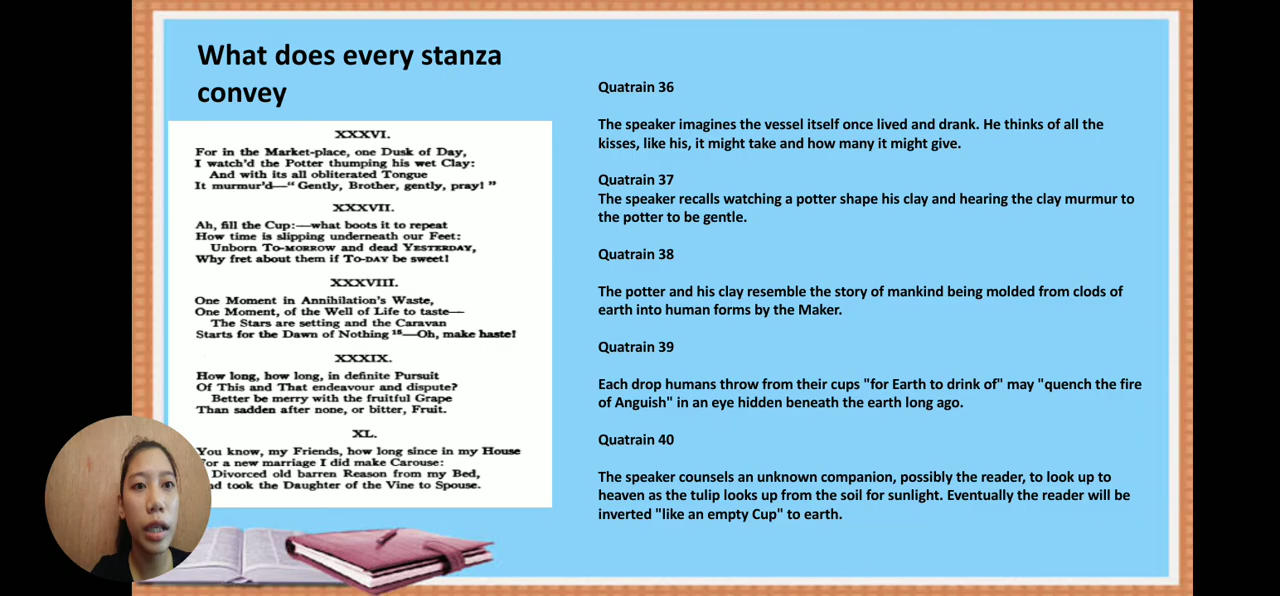 What does every stanza
convey
XXXVI.
For in the Market-place, one Dusk of Day,
I watch'd the Potter thumping his wet Clay:
And with its all obliterated Tongue
It murmur'd—“Gently, Brother, gently, pray!”
XXXVII.
Ah, fill the Cup:—what boots it to repeat
How time is slipping underneath our Feet:
Unborn TO-MORROW and dead YESTERDAY,
Why fret about them if TO-DAY be sweet!
XXXVIII.
One Moment in Annihilation's Waste,
One Moment, of the Well of Life to taste—
The Stars are setting and the Caravan
Starts for the Dawn of Nothing 15—Oh, make haste!
XXXIX.
How long, how long, in definite Pursuit
Of This and That endeavour and dispute?
Better be merry with the fruitful Grape
Than sadden after none, or bitter, Fruit.
XL.
You know, my Friends, how long since in my House
or a new marriage I did make Carouse:
Divorced old barren Reason from my Bed,
nd took the Daughter of the Vine to Spouse.
Quatrain 36
The speaker imagines the vessel itself once lived and drank. He thinks of all the
kisses, like his, it might take and how many it might give.
Quatrain 37
The speaker recalls watching a potter shape his clay and hearing the clay murmur to
the potter to be gentle.
Quatrain 38
The potter and his clay resemble the story of mankind being molded from clods of
earth into human forms by the Maker.
Quatrain 39
Each drop humans throw from their cups "for Earth to drink of" may "quench the fire
of Anguish" in an eye hidden beneath the earth long ago.
Quatrain 40
The speaker counsels an unknown companion, possibly the reader, to look up to
heaven as the tulip looks up from the soil for sunlight. Eventually the reader will be
inverted "like an empty Cup" to earth.